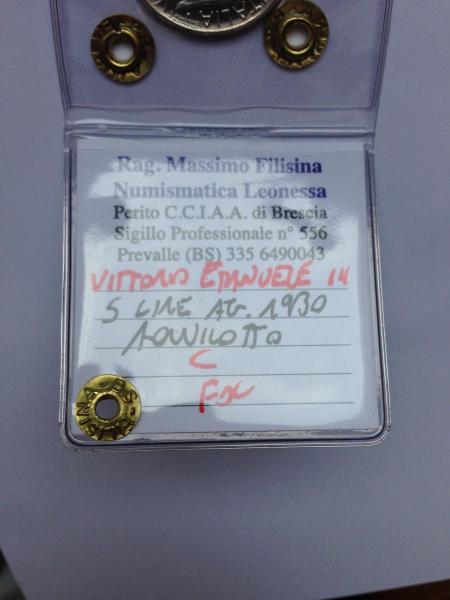 ITALIA
Rag. Massimo Filisina
Numismatica Leonessa
Perito C.C.I.A.A. di Brescia
Sigillo Professionale n° 556
Prevalle (BS) 335 6490043
VITTORIO EMANUELE III
5 LIRE AG. 1930
AQUILOTTO
C
FDC